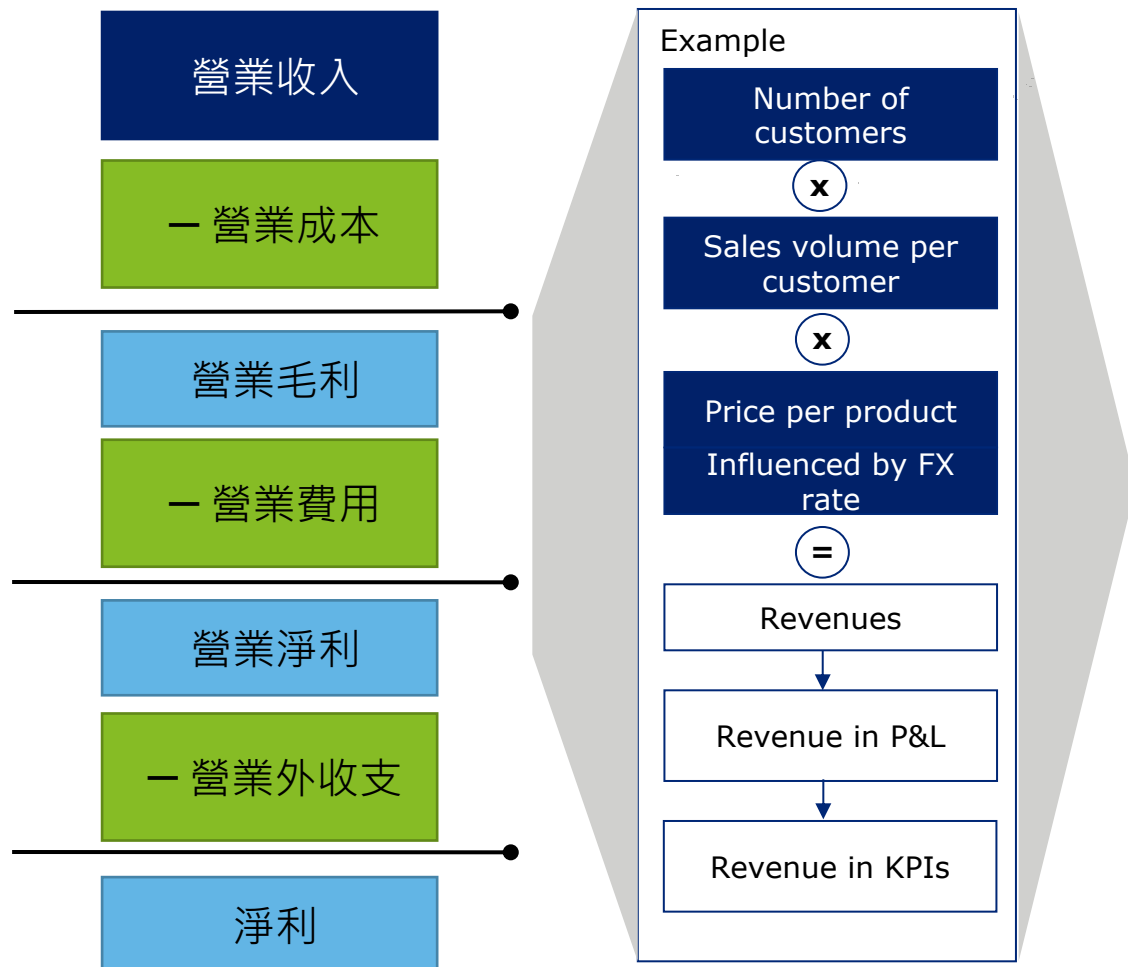 營業收入
─ 營業成本
營業毛利
─ 營業費用
營業淨利
─ 營業外收支
淨利
Example
Number of
customers
x
Sales volume per
customer
x
Price per product
Influenced by FX
rate
=
Revenues
Revenue in P&L
Revenue in KPIs